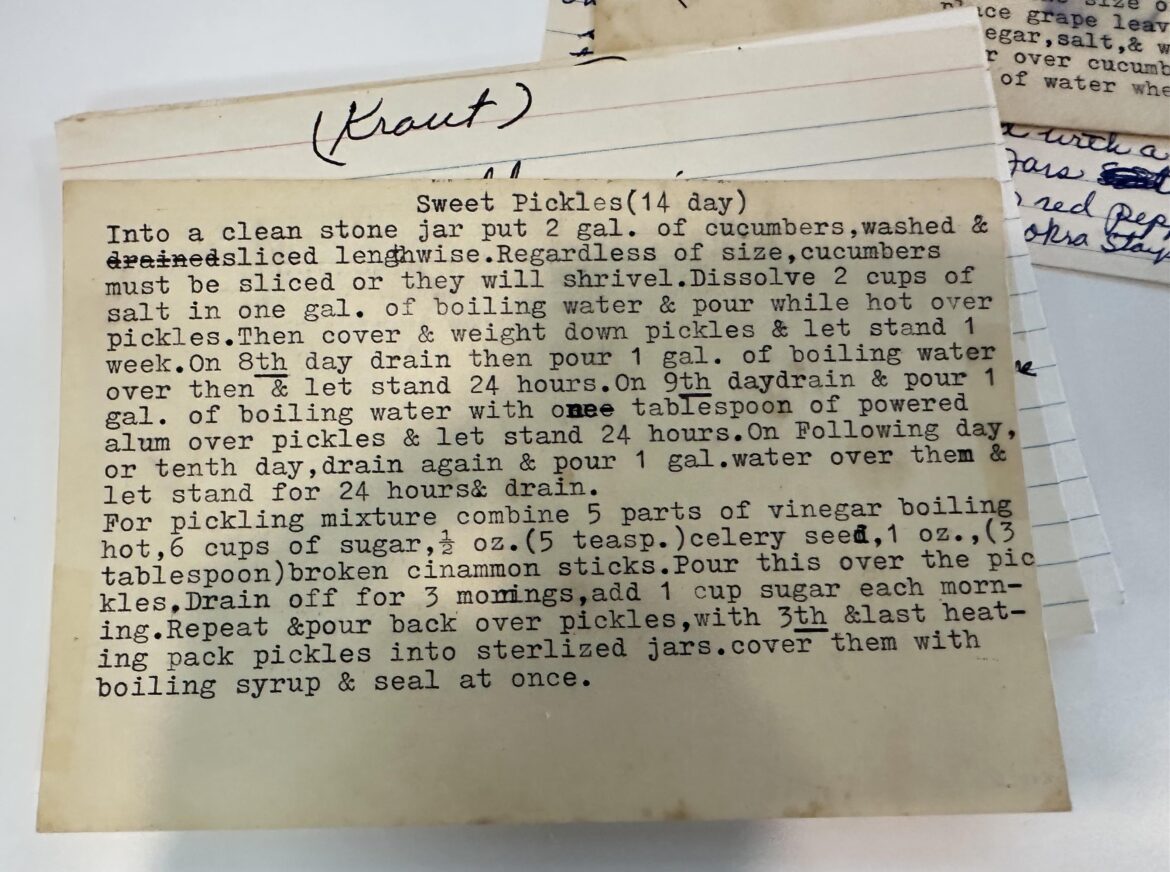 size o
place grape leav
egar,salt,& w
r over cucumb
of water whe
with a
Jars
red pep
okra stay
(Kraut)
Sweet Pickles(14 day)
Into a clean stone jar put 2 gal. of cucumbers,washed &
drainedsliced lengthwise.Regardless of size,cucumbers
must be sliced or they will shrivel.Dissolve 2 cups of
salt in one gal. of boiling water & pour while hot over
pickles.Then cover & weight down pickles & let stand 1
week.On 8th day drain then pour 1 gal. of boiling water
over then & let stand 24 hours.On 9th daydrain & pour 1
gal. of boiling water with one tablespoon of powered
alum over pickles & let stand 24 hours.On Following day,
or tenth day,drain again & pour 1 gal.water over them &
let stand for 24 hours& drain.
For pickling mixture combine 5 parts of vinegar boiling
hot,6 cups of sugar,½ oz.(5 teasp.)celery seed,1 oz.,(3
tablespoon)broken cinammon sticks.Pour this over the pic
kles.Drain off for 3 mornings,add 1 cup sugar each morn-
ing.Repeat &pour back over pickles,with 3th &last heat-
ing pack pickles into sterlized jars.cover them with
boiling syrup & seal at once.